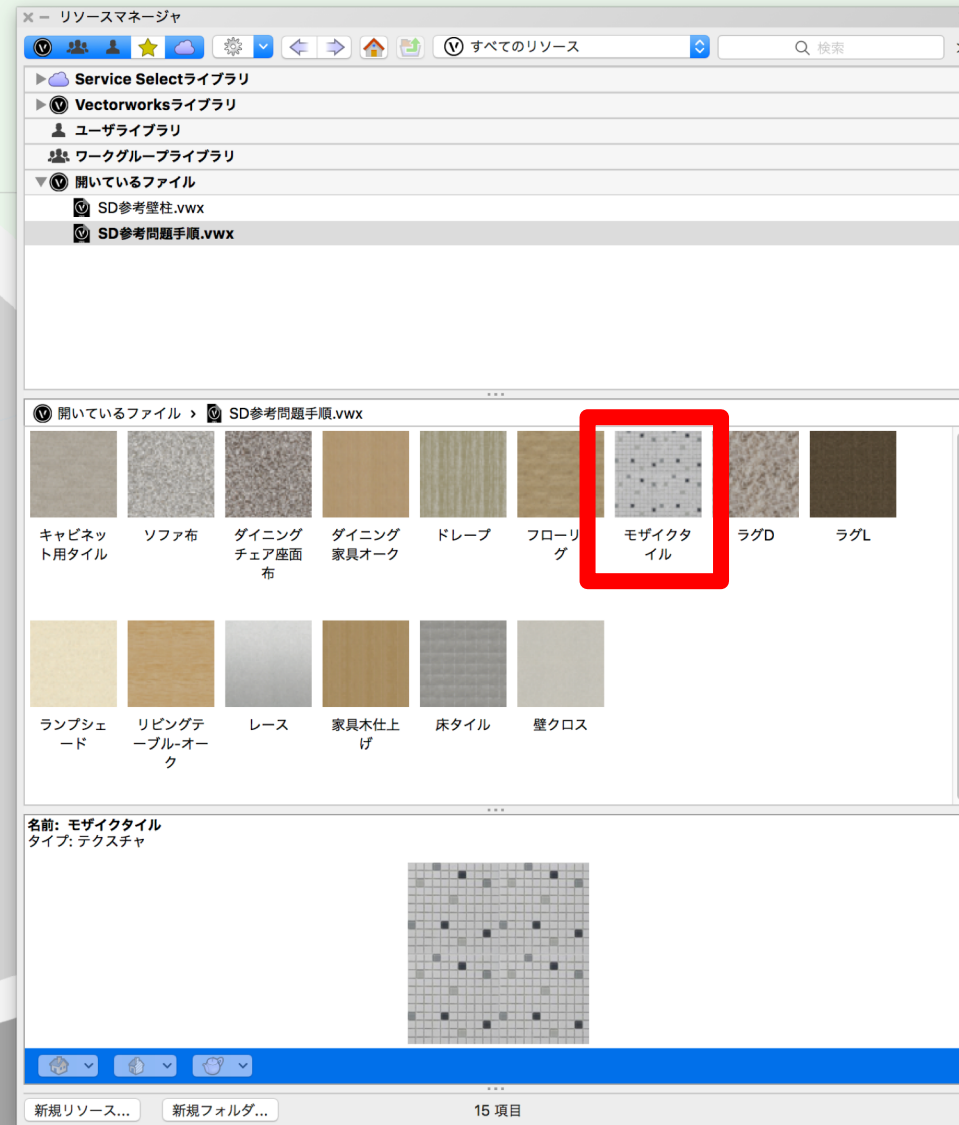 リソースマネージャ
すべてのリソース
検索
Service Selectライブラリ
Vectorworksライブラリ
ユーザライブラリ
ワークグループライブラリ
開いているファイル
SD参考壁柱.vwx
SD参考問題手順.vwx
開いているファイル › SD参考問題手順.vwx
キャビネッ
ト用タイル
ソファ布
ダイニング
チェア座面
布
ダイニング
家具オーク
ドレープ
フローリ
グ
モザイクタ
イル
ラグD
ラグL
ランプシェ
ード
リビングテ
ーブル-オー
ク
レース
家具木仕上
げ
床タイル
壁クロス
名前: モザイクタイル
タイプ: テクスチャ
新規リソース...
新規フォルダ...
15 項目